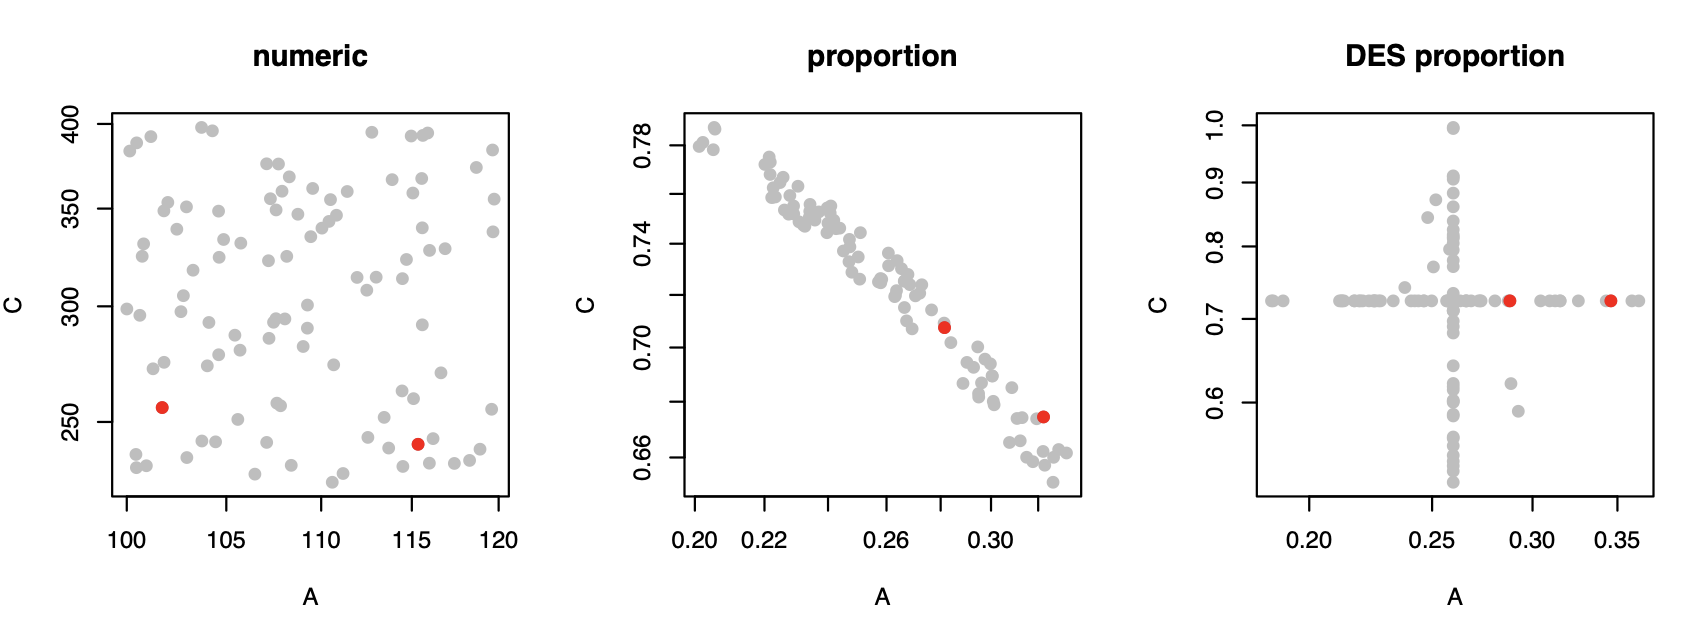 numeric
400
350
300
250
C
100 105 110 115 120
A
proportion
0.78
0.74
0.70
0.66
C
0.20 0.22 0.26 0.30
A
DES proportion
1.0
0.9
0.8
0.7
0.6
C
0.20 0.25 0.30 0.35
A